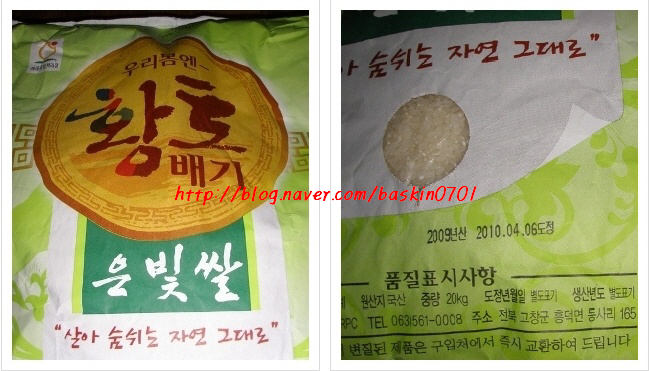 우리몸엔~
황토
배기
은빛쌀
"살아 숨쉬는 자연 그대로"
http://blog.naver.com/baskin0701
아 숨쉬는 자연 그대로"
2009년산 2010.04.06도정
품질표시사항
원산지 국산 중량 20kg 도정년월일 별도표기 생산년도 별도표기
RPC TEL 063)561-0008 주소 전북 고창군 흥덕면 동사리 165
변질된 제품은 구입처에서 즉시 교환하여 드립니다